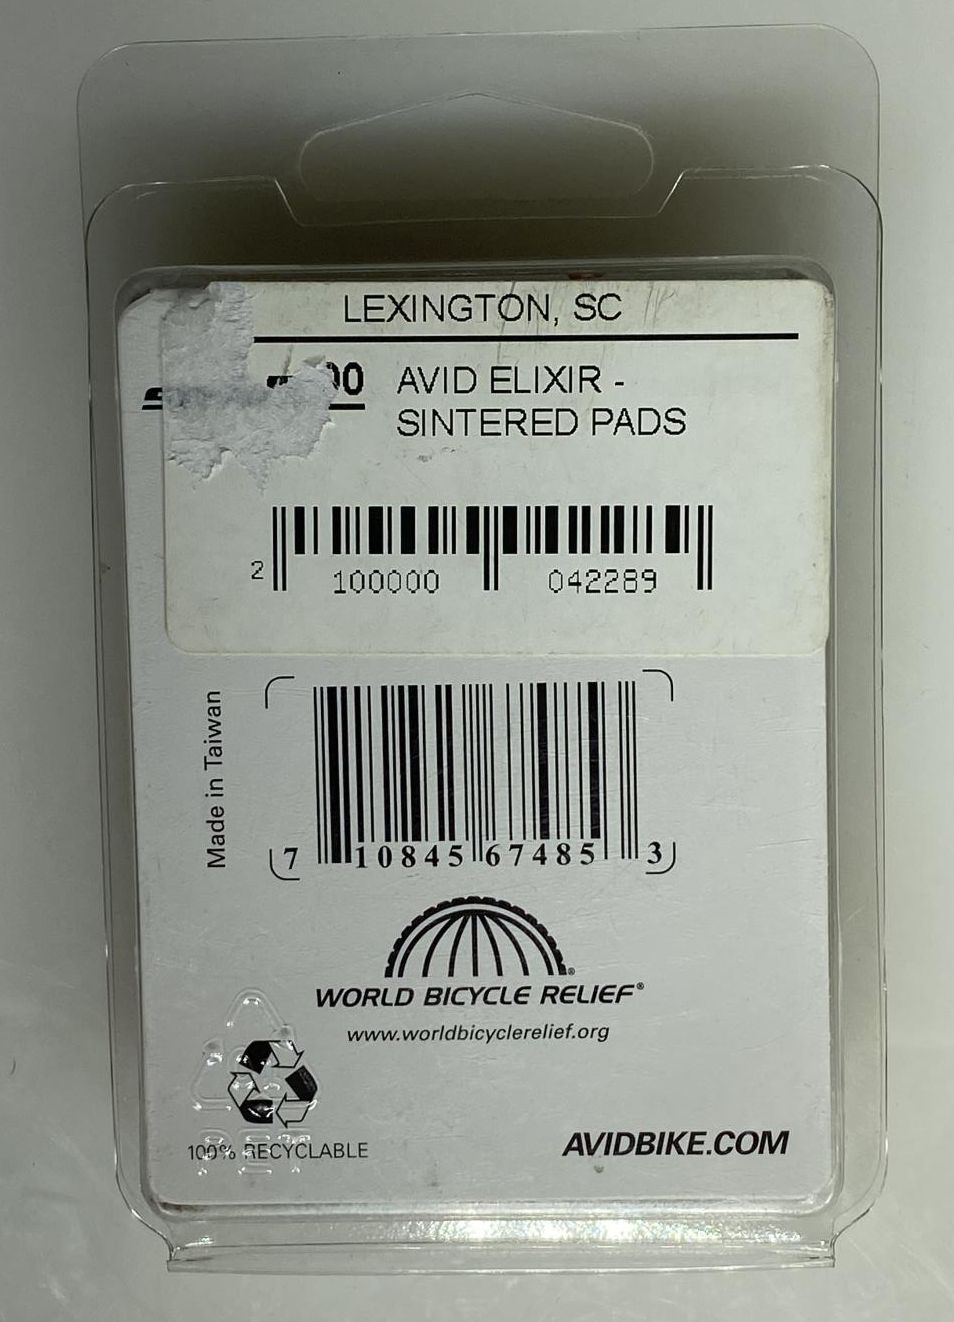 LEXINGTON, SC
00 AVID ELIXIR -
SINTERED PADS
2 100000 042289
Made in Taiwan
7 10845 67485 3
WORLD BICYCLE RELIEF®
www.worldbicyclerelief.org
100% RECYCLABLE
AVIDBIKE.COM